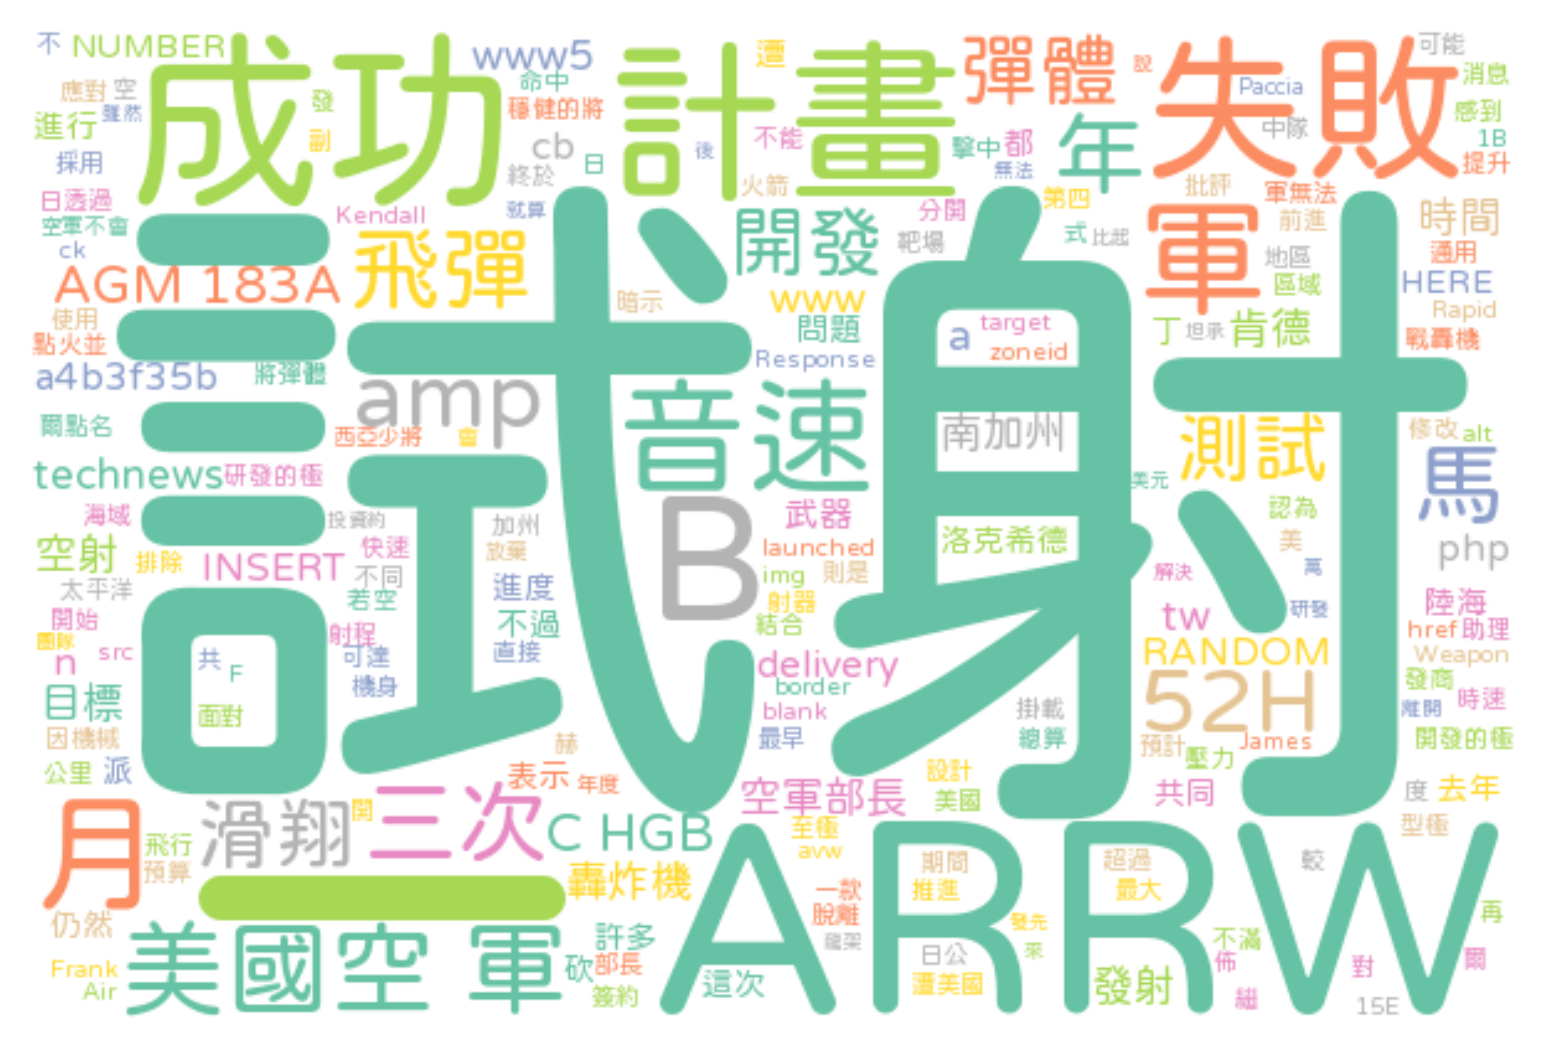 不
NUMBER
成功
www5
計畫
遭
彈體
說
失敗
可能
應對
空
雖然
發
命中
穩健的將
Paccia
消息
感到
進行
副
cb
日
後
不能
擊中
都
年
中隊
1B
採用
終於
火箭
無法
批評
提升
日透過
空軍不會
ck
Kendall
就算
試射
分開
第四
軍無法
前進
時間
AGM 183A
飛彈
開發
靶場
式
比起
軍
地區
通用
使用
暗示
www
區域
HERE
Rapid
點火並
問題
a
target
zoneid
丁
坦承
肯德
戰轟機
a4b3f35b
將彈體
amp
Response
音速
爾點名
西亞少將
會
南加州
測試
修改
alt
technews
研發的極
美元
馬
海域
投資約
加州
B
武器
認為
空射
排除
INSERT
快速
放棄
launched
洛克希德
美
php
太平洋
不同
進度
img
則是
解決
萬
開始
若空
不過
射器
tw
研發
陸海
團隊
射程
結合
href
助理
n
src
共
F
可達
直接
delivery
RANDOM
Weapon
目標
面對
機身
border
blank
掛載
52H
發商
時速
離開
因機械
赫
最早
總算
預計
James
開發的極
公里
派
表示
年度
設計
壓力
月
滑翔
開
三次
空軍部長
美國
共同
度
去年
飛行
C HGB
至極
avw
型極
預算
一
轟炸機
ARRW
期間
超過
較
仍然
一款
推進
最大
美國空 軍
許多
脫離
龍架
發先
再
Frank
Air
砍
部長
這次
日公
來
不滿
佈
對
爾
簽約
遭美國
發射
繼
15E